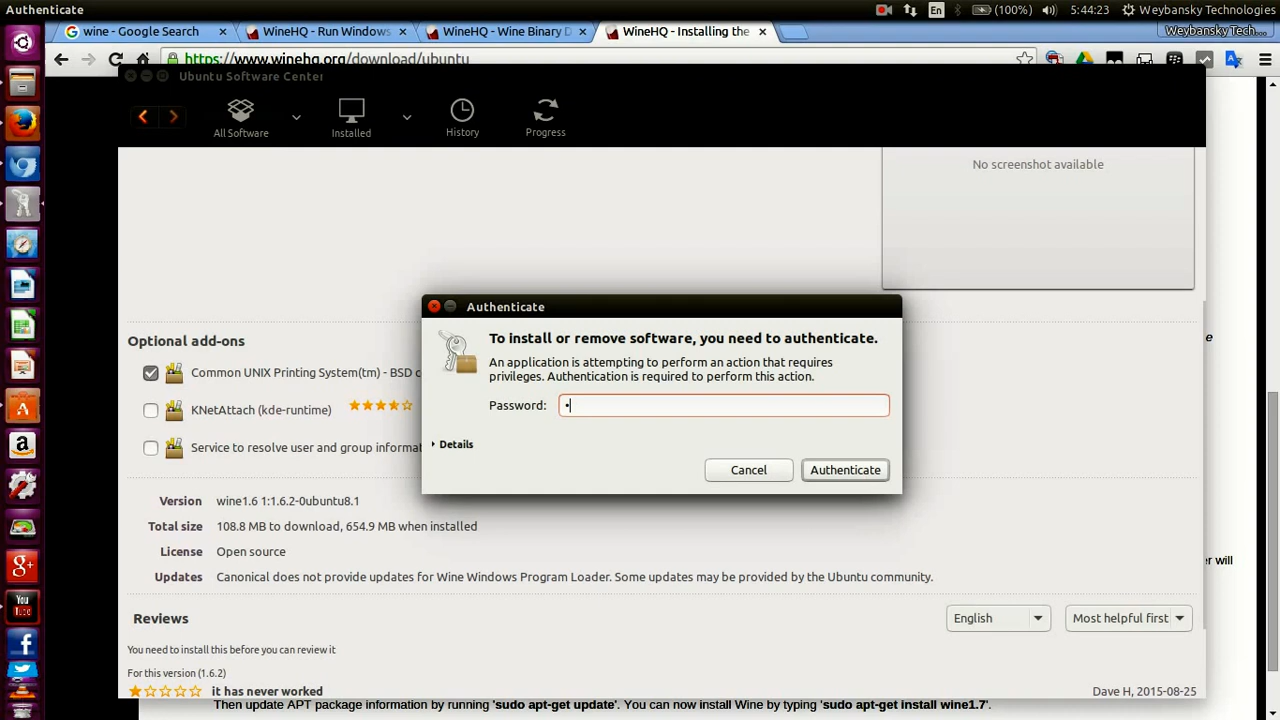 Authenticate
En
(100%)
5:44:23
Weybansky Technologies
wine - Google Search
WineHQ - Run Windows
WineHQ - Wine Binary D
WineHQ - Installing the
Weybansky Tech...
https://www.winehq.org/download/ubuntu
Ubuntu Software Center
All Software
Installed
History
Progress
No screenshot available
Authenticate
To install or remove software, you need to authenticate.
An application is attempting to perform an action that requires
privileges. Authentication is required to perform this action.
Password: •
Details
Cancel
Authenticate
Optional add-ons
Common UNIX Printing System(tm) - BSD c
KNetAttach (kde-runtime)
Service to resolve user and group informat
Version wine1.6 1:1.6.2-0ubuntu8.1
Total size 108.8 MB to download, 654.9 MB when installed
License Open source
Updates Canonical does not provide updates for Wine Windows Program Loader. Some updates may be provided by the Ubuntu community.
er will
Reviews
English
Most helpful first
You need to install this before you can review it
For this version (1.6.2)
it has never worked
Dave H, 2015-08-25
Then update APT package information by running 'sudo apt-get update'. You can now install Wine by typing 'sudo apt-get install wine1.7'.